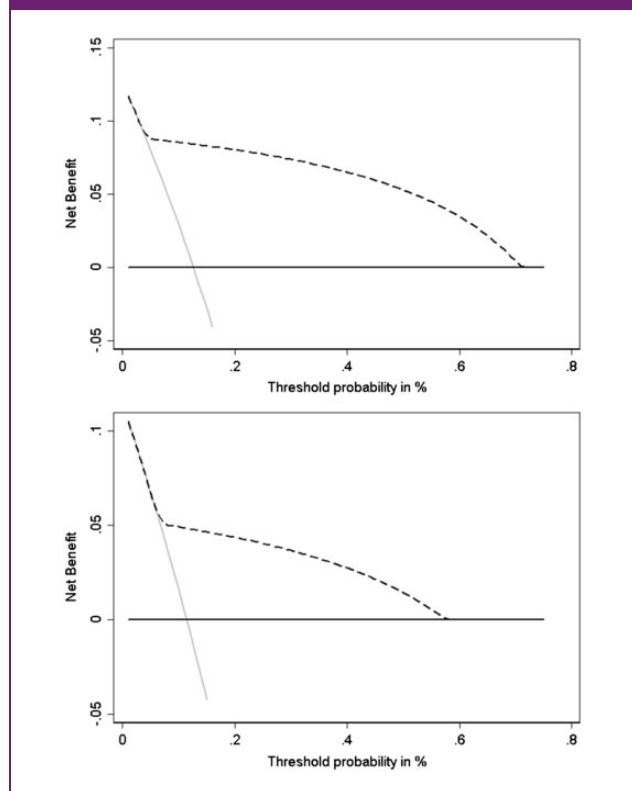 .15
.1
.05
0
-.05
Net Benefit
0 .2 .4 .6 .8
Threshold probability in %
.1
.05
0
-.05
Net Benefit
0 .2 .4 .6 .8
Threshold probability in %